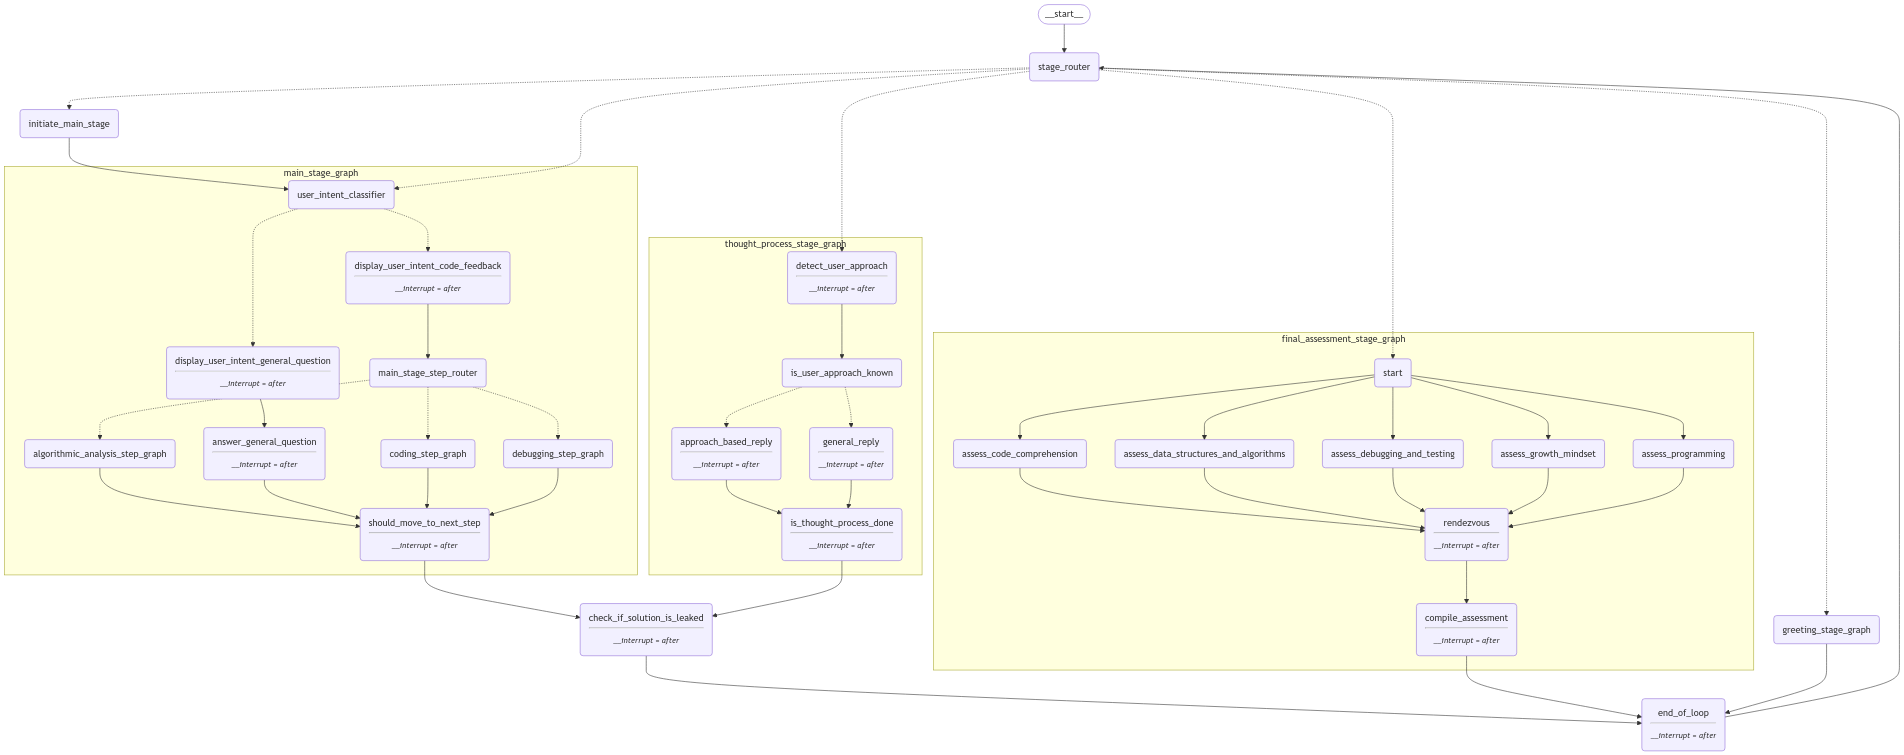 __start__
stage_router
initiate_main_stage
main_stage_graph
user_intent_classifier
thought_process_stage_graph
display_user_intent_code_feedback
__Interrupt = after
detect_user_approach
__Interrupt = after
final_assessment_stage_graph
display_user_intent_general_question
__Interrupt = after
main_stage_step_router
is_user_approach_known
start
algorithmic_analysis_step_graph
answer_general_question
__Interrupt = after
coding_step_graph
debugging_step_graph
approach_based_reply
__Interrupt = after
general_reply
__Interrupt = after
assess_code_comprehension
assess_data_structures_and_algorithms
assess_debugging_and_testing
assess_growth_mindset
assess_programming
should_move_to_next_step
__Interrupt = after
is_thought_process_done
__Interrupt = after
rendezvous
__Interrupt = after
check_if_solution_is_leaked
__Interrupt = after
compile_assessment
__Interrupt = after
greeting_stage_graph
end_of_loop
__Interrupt = after